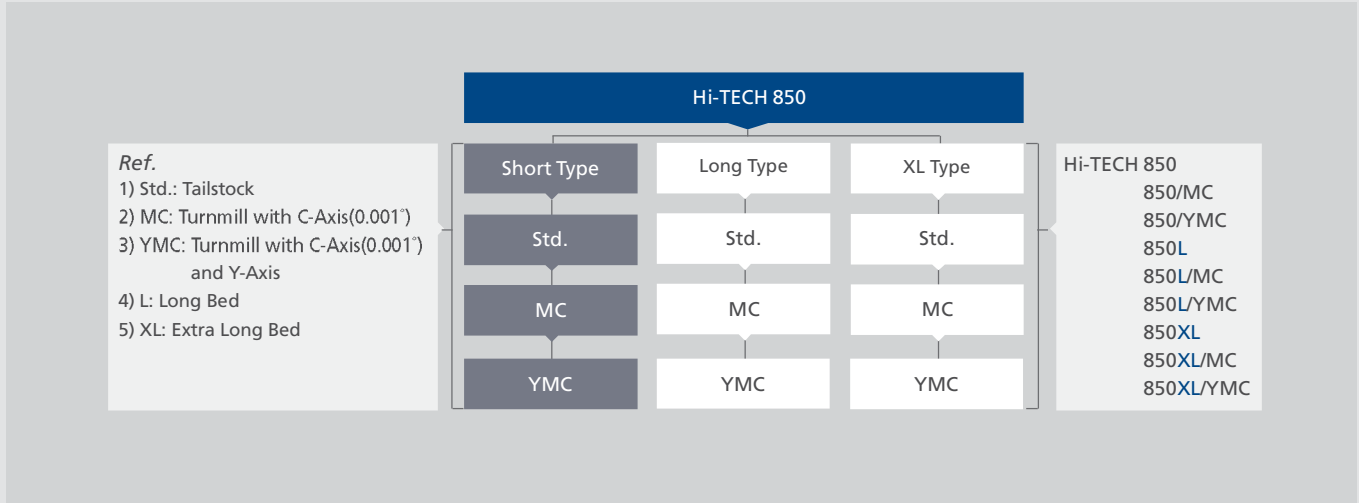 Hi-TECH 850
Ref.
1) Std.: Tailstock
2) MC: Turnmill with C-Axis(0.001°)
3) YMC: Turnmill with C-Axis(0.001°)
and Y-Axis
4) L: Long Bed
5) XL: Extra Long Bed
Short Type
Std.
MC
YMC
Long Type
Std.
MC
YMC
XL Type
Std.
MC
YMC
Hi-TECH 850
850/MC
850/YMC
850L
850L/MC
850L/YMC
850XL
850XL/MC
850XL/YMC